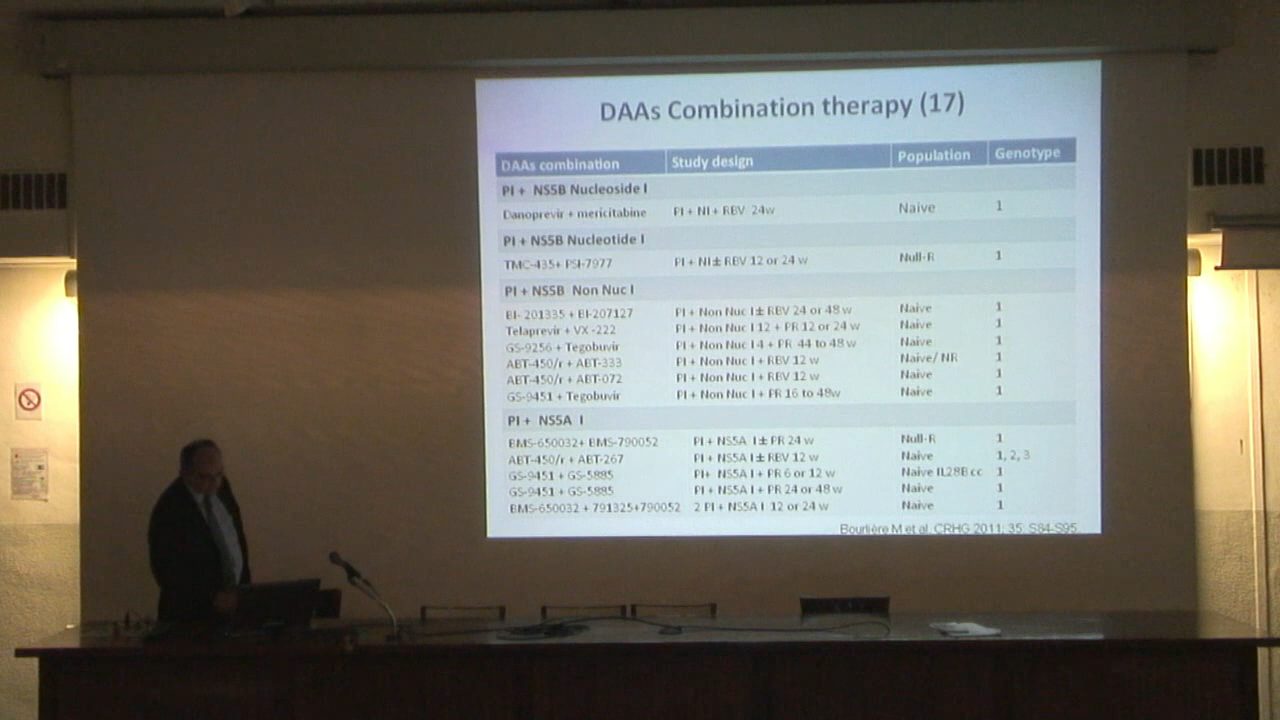 DAAs Combination therapy (17)
DAAs combination Study design Population Genotype
PI + NS5B Nucleoside I
Danoprevir + mericitabine PI + NI + RBV 24w Naive 1
PI + NS5B Nucleotide I
TMC-435+ PSI-7977 PI + NI ± RBV 12 or 24 w Null-R 1
PI + NS5B Non Nuc I
BI- 201335 + BI-207127 PI + Non Nuc I ± RBV 24 or 48 w Naive 1
Telaprevir + VX -222 PI + Non Nuc I 12 + PR 12 or 24 w Naive 1
GS-9256 + Tegobuvir PI + Non Nuc I 4 + PR 44 to 48 w Naive 1
ABT-450/r + ABT-333 PI + Non Nuc I + RBV 12 w Naive/ NR 1
ABT-450/r + ABT-072 PI + Non Nuc I + RBV 12 w Naive 1
GS-9451 + Tegobuvir PI + Non Nuc I + PR 16 to 48w Naive 1
PI + NS5A I
BMS-650032+ BMS-790052 PI + NS5A I ± PR 24 w Null-R 1
ABT-450/r + ABT-267 PI + NS5A I ± RBV 12 w Naive 1, 2, 3
GS-9451 + GS-5885 PI+ NS5A I + PR 6 or 12 w Naive IL28B cc 1
GS-9451 + GS-5885 PI + NS5A I + PR 24 or 48 w Naive 1
BMS-650032 + 791325+790052 2 PI + NS5A I 12 or 24 w Naive 1
Bourlière M et al. CRHG 2011; 35: S84-S95